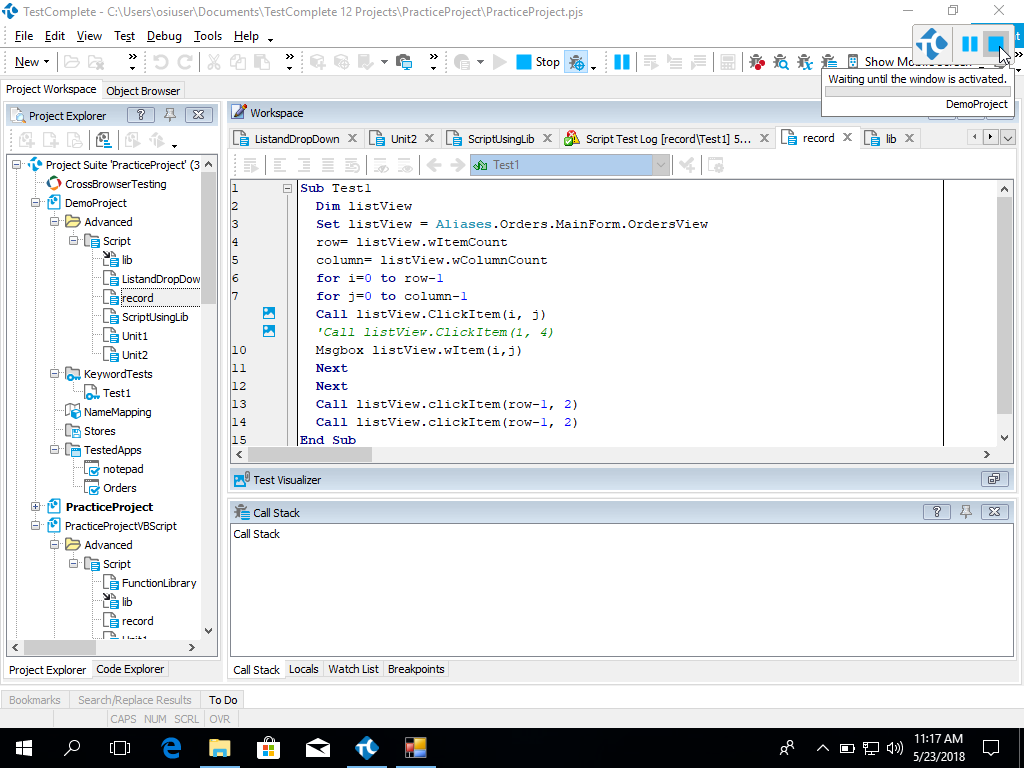 TestComplete - C:\Users\osiuser\Documents\TestComplete 12 Projects\PracticeProject\PracticeProject.pjs
File Edit View Test Debug Tools Help
New Stop Show Mo
Waiting until the window is activated.
DemoProject
Project Workspace Object Browser
Project Explorer
Project Suite 'PracticeProject' (3
CrossBrowserTesting
DemoProject
Advanced
Script
lib
ListandDropDow
record
ScriptUsingLib
Unit1
Unit2
KeywordTests
Test1
NameMapping
Stores
TestedApps
notepad
Orders
PracticeProject
PracticeProjectVBScript
Advanced
Script
FunctionLibrary
lib
record
Unit1
Project Explorer Code Explorer
Workspace
ListandDropDown Unit2 ScriptUsingLib Script Test Log [record\Test1] 5... record lib
Test1
1 Sub Test1
2 Dim listView
3 Set listView = Aliases.Orders.MainForm.OrdersView
4 row= listView.wItemCount
5 column= listView.wColumnCount
6 for i=0 to row-1
7 for j=0 to column-1
Call listView.ClickItem(i, j)
'Call listView.ClickItem(1, 4)
10 Msgbox listView.wItem(i,j)
11 Next
12 Next
13 Call listView.clickItem(row-1, 2)
14 Call listView.clickItem(row-1, 2)
15 End Sub
Test Visualizer
Call Stack
Call Stack
Call Stack Locals Watch List Breakpoints
Bookmarks Search/Replace Results To Do
CAPS NUM SCRL OVR
11:17 AM
5/23/2018